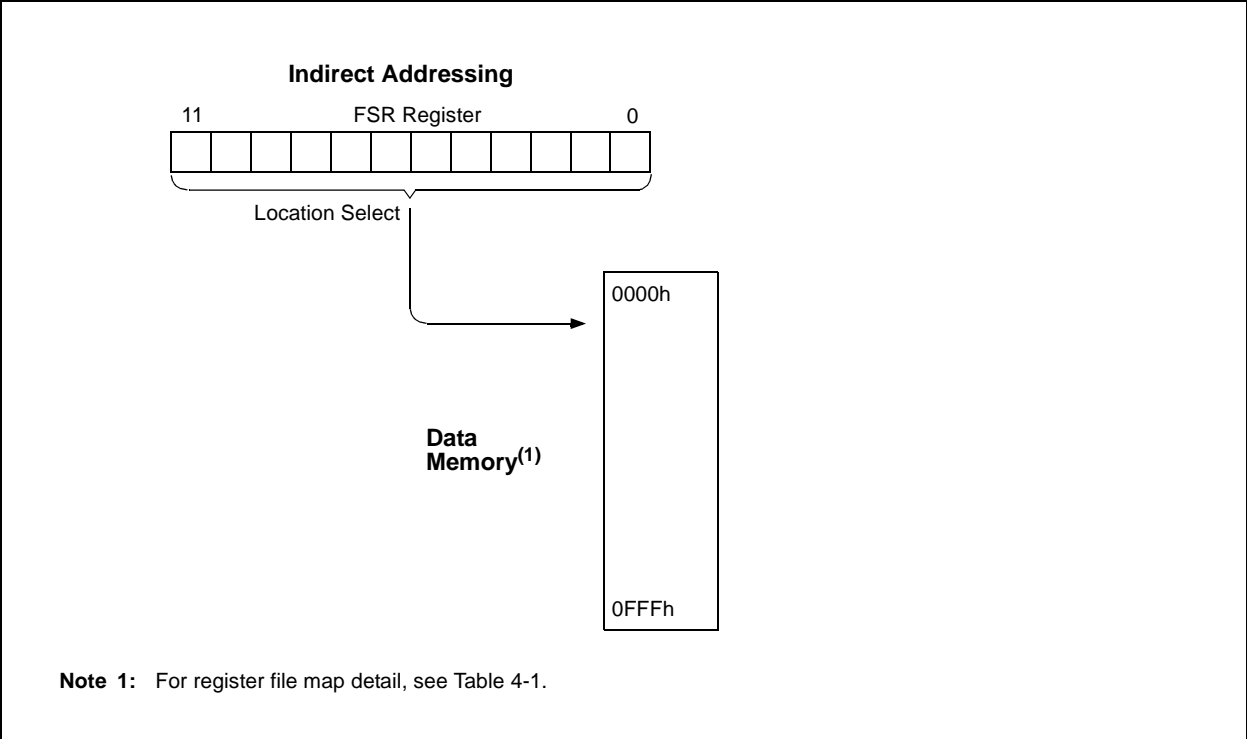 Indirect Addressing
11 FSR Register 0
Location Select
0000h
Data
Memory(1)
0FFFh
Note 1: For register file map detail, see Table 4-1.